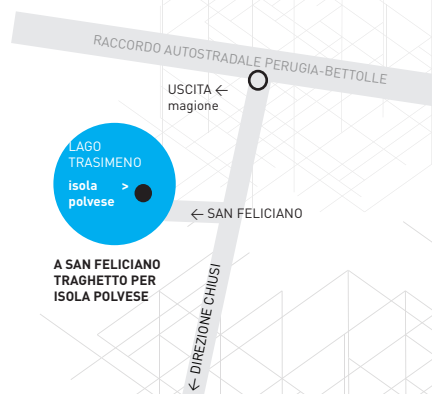 RACCORDO AUTOSTRADALE PERUGIA-BETTOLLE
USCITA ←
magione
LAGO
TRASIMENO
isola >
polvese
← SAN FELICIANO
A SAN FELICIANO
TRAGHETTO PER
ISOLA POLVESE
← DIREZIONE CHIUSI